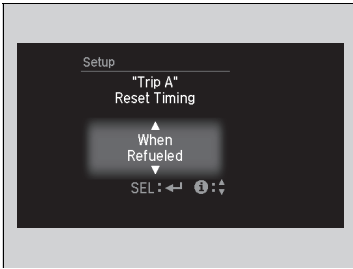 Setup
"Trip A"
Reset Timing
When
Refueled
SEL: